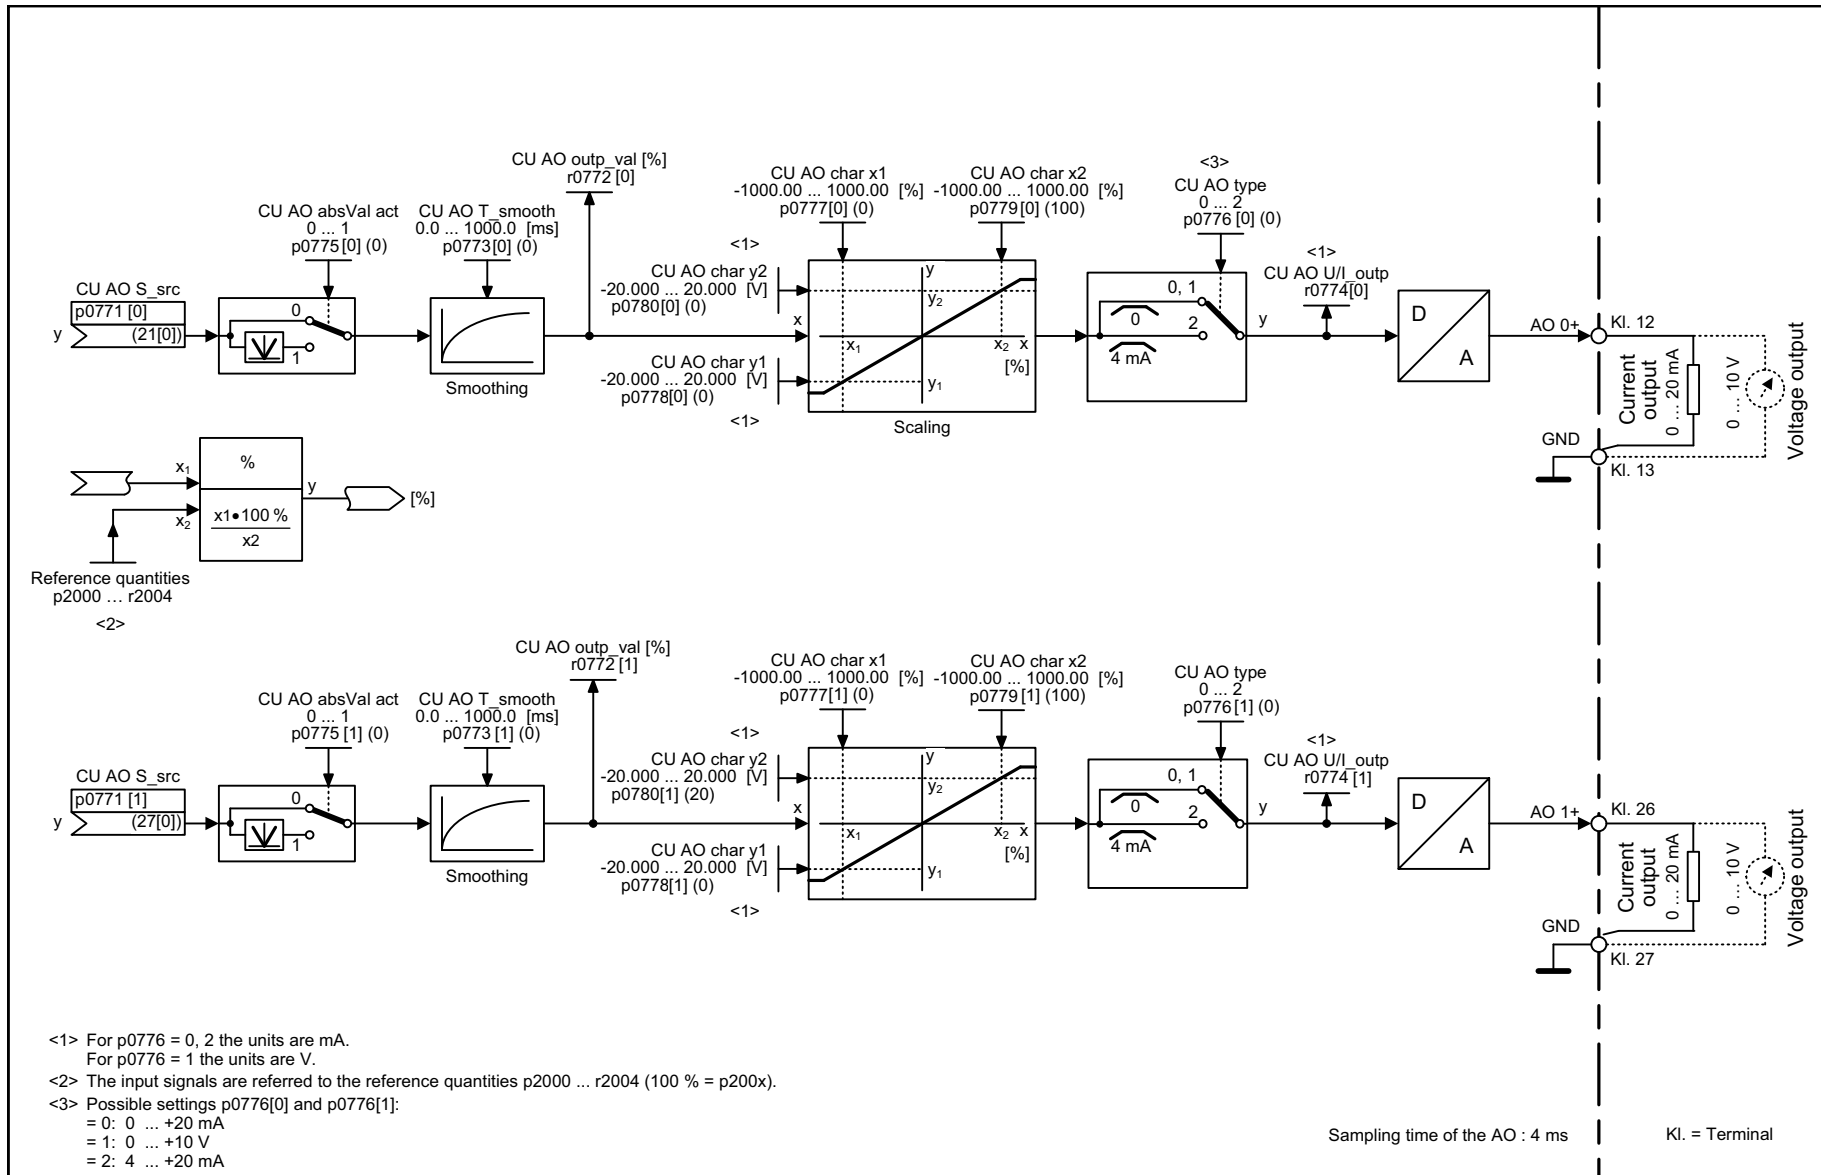 CU AO outp_val [%]
r0772 [0]
CU AO absVal act
0 ... 1
p0775[0] (0)
CU AO T_smooth
0.0 ... 1000.0 [ms]
p0773[0] (0)
CU AO char x1
-1000.00 ... 1000.00 [%]
p0777[0] (0)
CU AO char x2
-1000.00 ... 1000.00 [%]
p0779[0] (100)
<3>
CU AO type
0 ... 2
p0776 [0] (0)
<1>
CU AO char y2
-20.000 ... 20.000 [V]
p0780[0] (0)
<1>
CU AO U/I_outp
r0774[0]
CU AO S_src
p0771 [0]
(21[0])
y
0
1
Smoothing
x
CU AO char y1
-20.000 ... 20.000 [V]
p0778[0] (0)
<1>
y
y2
x1
x2
x
[%]
y1
Scaling
0, 1
0
2
4 mA
y
D
A
AO 0+
Kl. 12
GND
Kl. 13
Current output
0 ... 20 mA
0 ... 10 V
Voltage output
x1
x2
%
x1•100 %
x2
y
[%]
Reference quantities
p2000 ... r2004
<2>
CU AO outp_val [%]
r0772 [1]
CU AO absVal act
0 ... 1
p0775 [1] (0)
CU AO T_smooth
0.0 ... 1000.0 [ms]
p0773 [1] (0)
CU AO char x1
-1000.00 ... 1000.00 [%]
p0777[1] (0)
CU AO char x2
-1000.00 ... 1000.00 [%]
p0779 [1] (100)
CU AO type
0 ... 2
p0776 [1] (0)
<1>
CU AO char y2
-20.000 ... 20.000 [V]
p0780[1] (20)
<1>
CU AO U/I_outp
r0774 [1]
CU AO S_src
p0771 [1]
(27[0])
y
0
1
Smoothing
x
CU AO char y1
-20.000 ... 20.000 [V]
p0778[1] (0)
<1>
y
y2
x1
x2
x
[%]
y1
0, 1
0
2
4 mA
y
D
A
AO 1+
Kl. 26
GND
Kl. 27
Current output
0 ... 20 mA
0 ... 10 V
Voltage output
<1> For p0776 = 0, 2 the units are mA.
For p0776 = 1 the units are V.
<2> The input signals are referred to the reference quantities p2000 ... r2004 (100 % = p200x).
<3> Possible settings p0776[0] and p0776[1]:
= 0: 0 ... +20 mA
= 1: 0 ... +10 V
= 2: 4 ... +20 mA
Sampling time of the AO : 4 ms
Kl. = Terminal